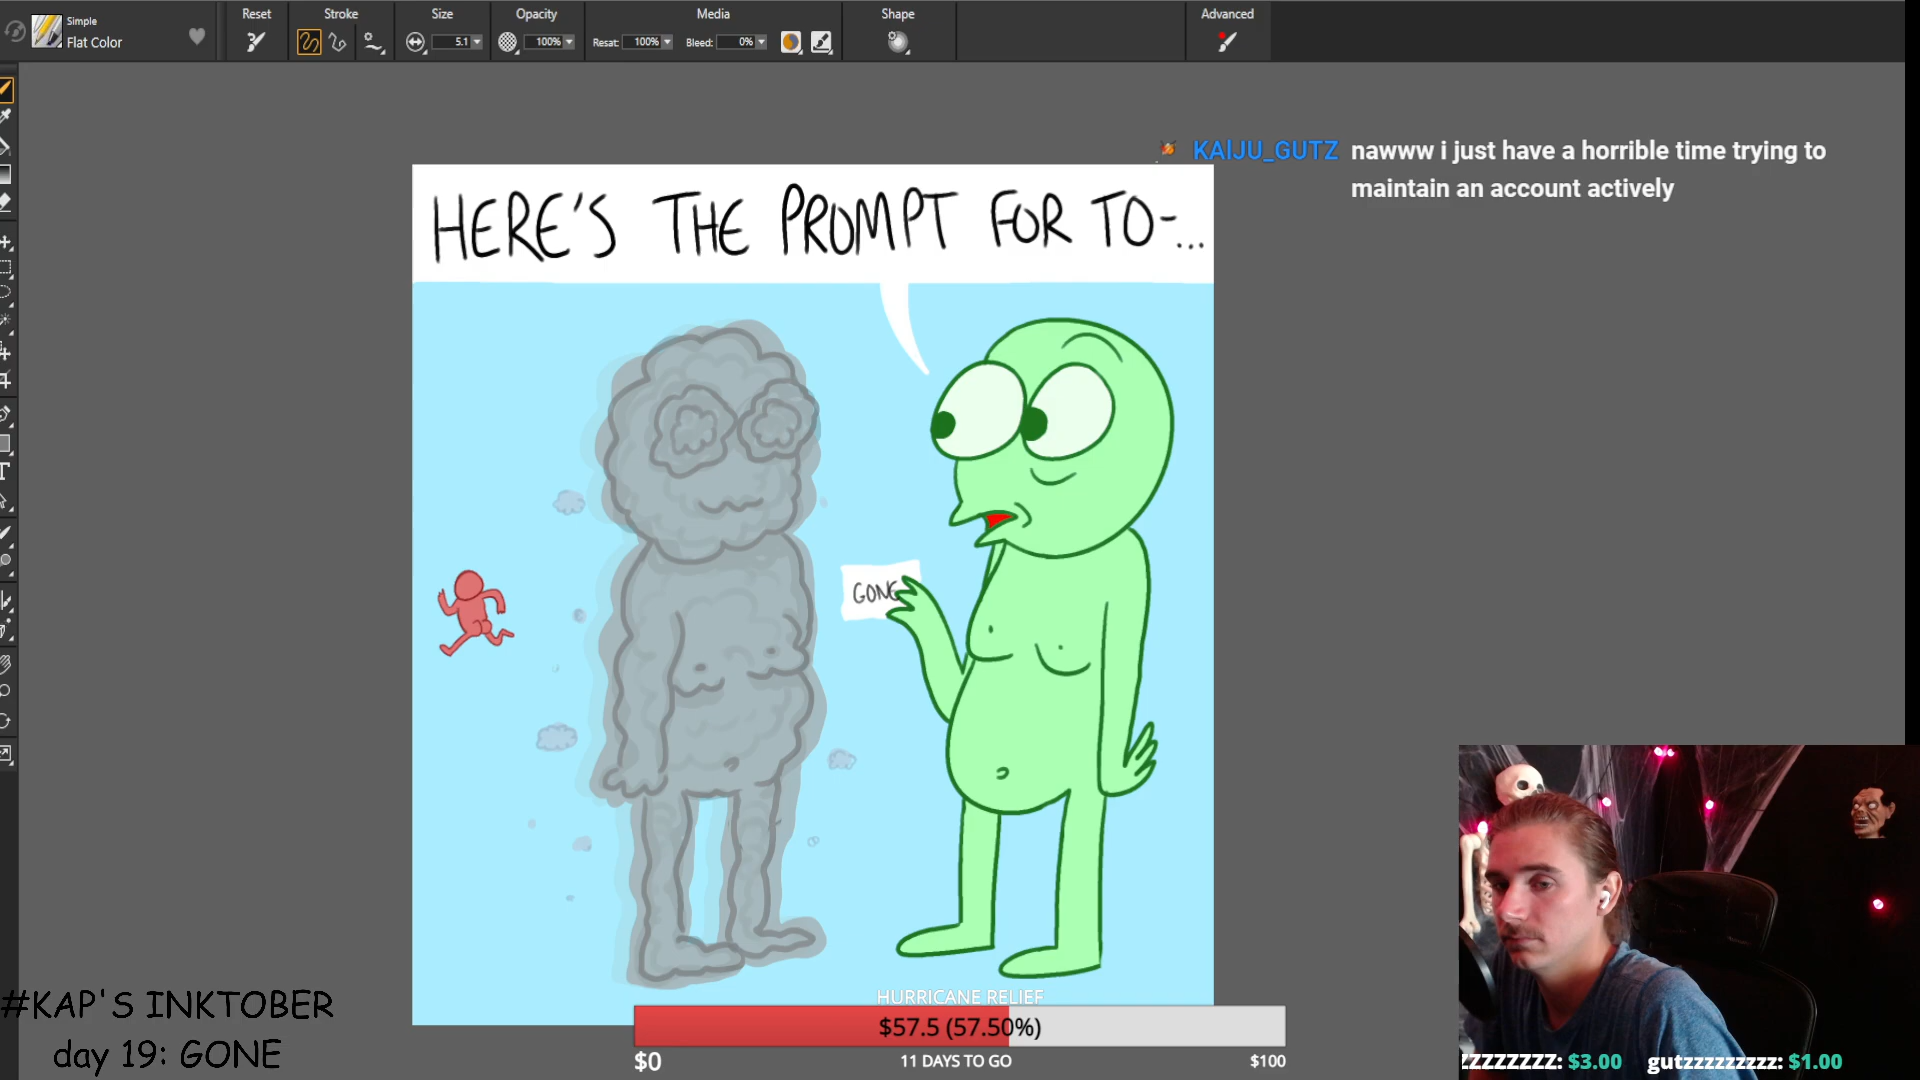 Simple
Flat Color
Reset
Stroke
Size
5.1
Opacity
100%
Media
Resat: 100%
Bleed: 0%
Shape
Advanced
KAIJU_GUTZ nawww i just have a horrible time trying to
maintain an account actively
HERE'S THE PROMPT FOR TO-...
GONE
#KAP'S INKTOBER
day 19: GONE
HURRICANE RELIEF
$57.5 (57.50%)
$0
11 DAYS TO GO
$100
ZZZZZZZZ: $3.00 gutzzzzzzzzz: $1.00